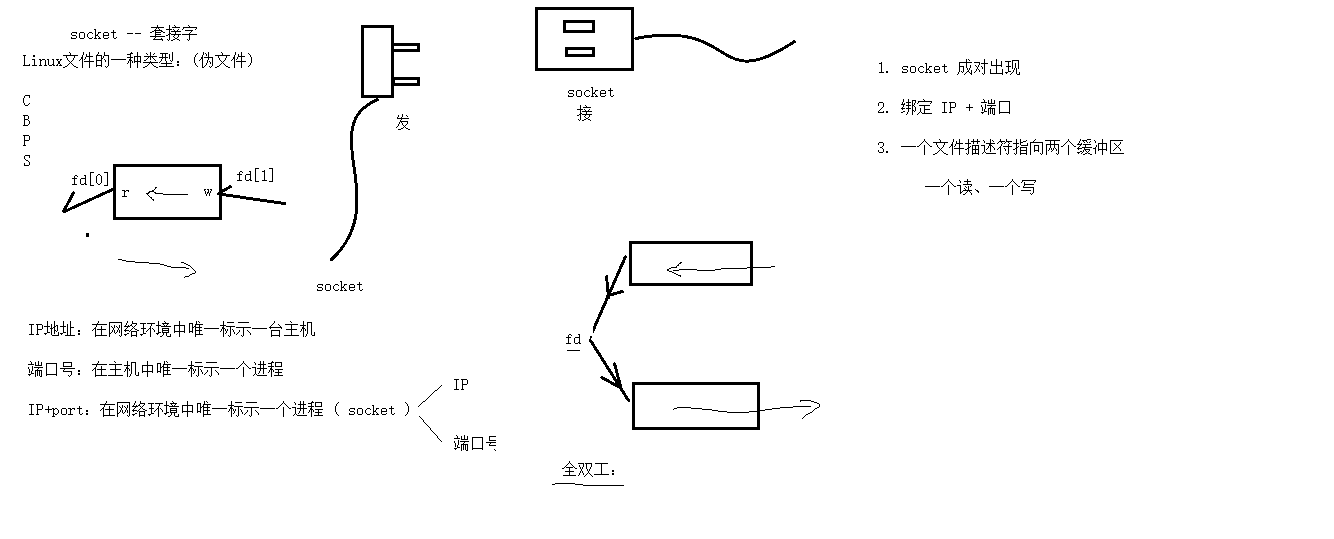 socket -- 套接字
Linux文件的一种类型：(伪文件)
C
B
P
S
fd[0]
r
w
fd[1]
发
socket
socket
接
1. socket 成对出现
2. 绑定 IP + 端口
3. 一个文件描述符指向两个缓冲区
一个读、一个写
IP地址：在网络环境中唯一标示一台主机
端口号：在主机中唯一标示一个进程
IP+port：在网络环境中唯一标示一个进程 ( socket )
IP
端口号
fd
全双工：